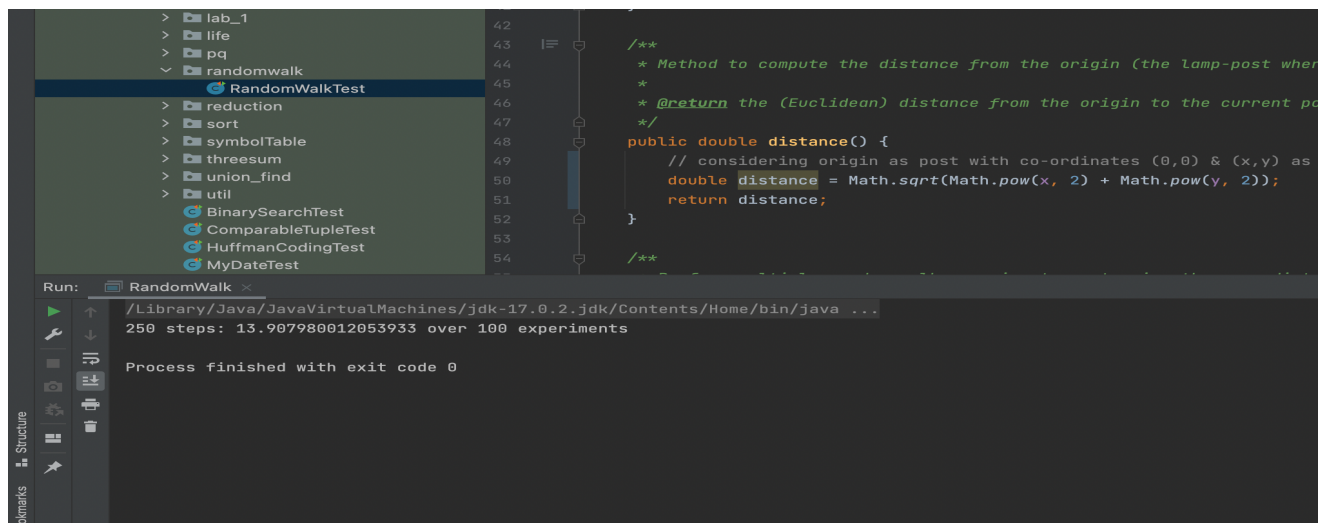 lab_1
life
pq
randomwalk
RandomWalkTest
reduction
sort
symbolTable
threesum
union_find
util
BinarySearchTest
ComparableTupleTest
HuffmanCodingTest
MyDateTest
42
43 /**
44 * Method to compute the distance from the origin (the lamp-post wher
45 *
46 * @return the (Euclidean) distance from the origin to the current po
47 */
48 public double distance() {
49 // considering origin as post with co-ordinates (0,0) & (x,y) as
50 double distance = Math.sqrt(Math.pow(x, 2) + Math.pow(y, 2));
51 return distance;
52 }
53
54 /**
Run: RandomWalk
/Library/Java/JavaVirtualMachines/jdk-17.0.2.jdk/Contents/Home/bin/java ...
250 steps: 13.907980012053933 over 100 experiments
Process finished with exit code 0
Structure
okmarks